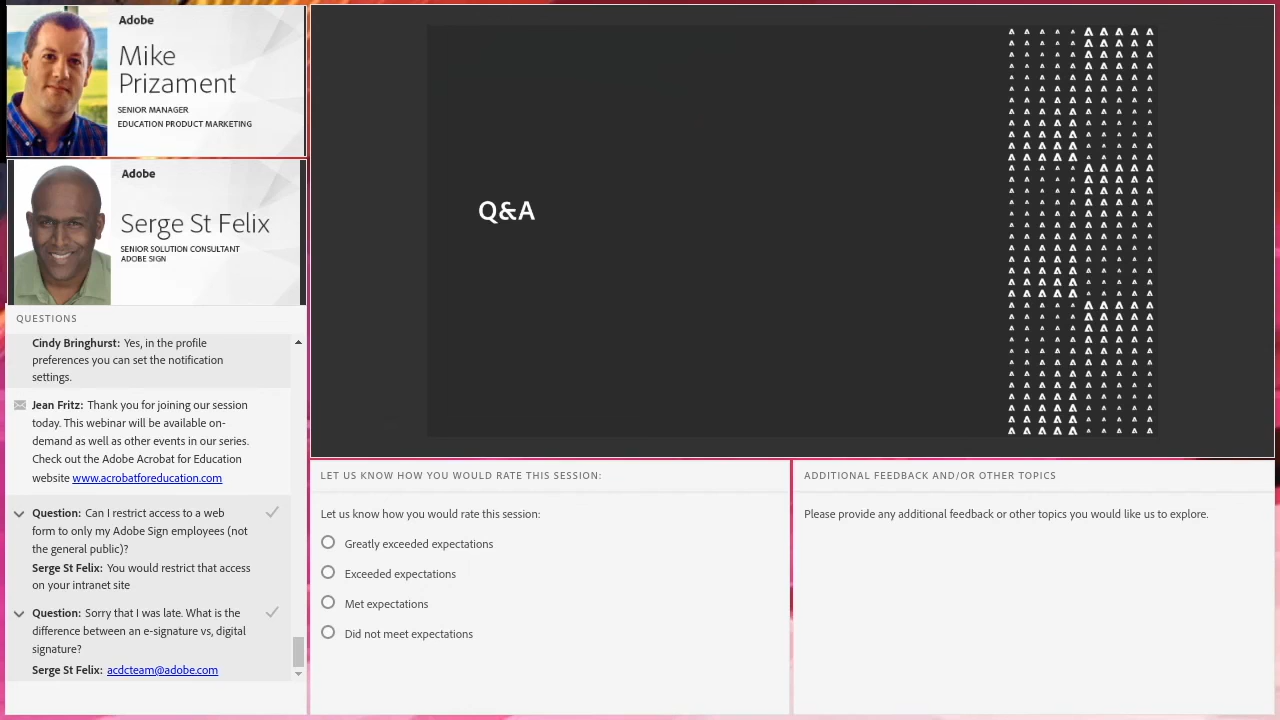 Adobe
Mike
Prizament
SENIOR MANAGER
EDUCATION PRODUCT MARKETING
Adobe
Serge St Felix
SENIOR SOLUTION CONSULTANT
ADOBE SIGN
QUESTIONS
Cindy Bringhurst: Yes, in the profile
preferences you can set the notification
settings.
Jean Fritz: Thank you for joining our session
today. This webinar will be available on-
demand as well as other events in our series.
Check out the Adobe Acrobat for Education
website www.acrobatforeducation.com
Question: Can I restrict access to a web
form to only my Adobe Sign employees (not
the general public)?
Serge St Felix: You would restrict that access
on your intranet site
Question: Sorry that I was late. What is the
difference between an e-signature vs, digital
signature?
Serge St Felix: acdcteam@adobe.com
Q&A
LET US KNOW HOW YOU WOULD RATE THIS SESSION:
Let us know how you would rate this session:
Greatly exceeded expectations
Exceeded expectations
Met expectations
Did not meet expectations
ADDITIONAL FEEDBACK AND/OR OTHER TOPICS
Please provide any additional feedback or other topics you would like us to explore.